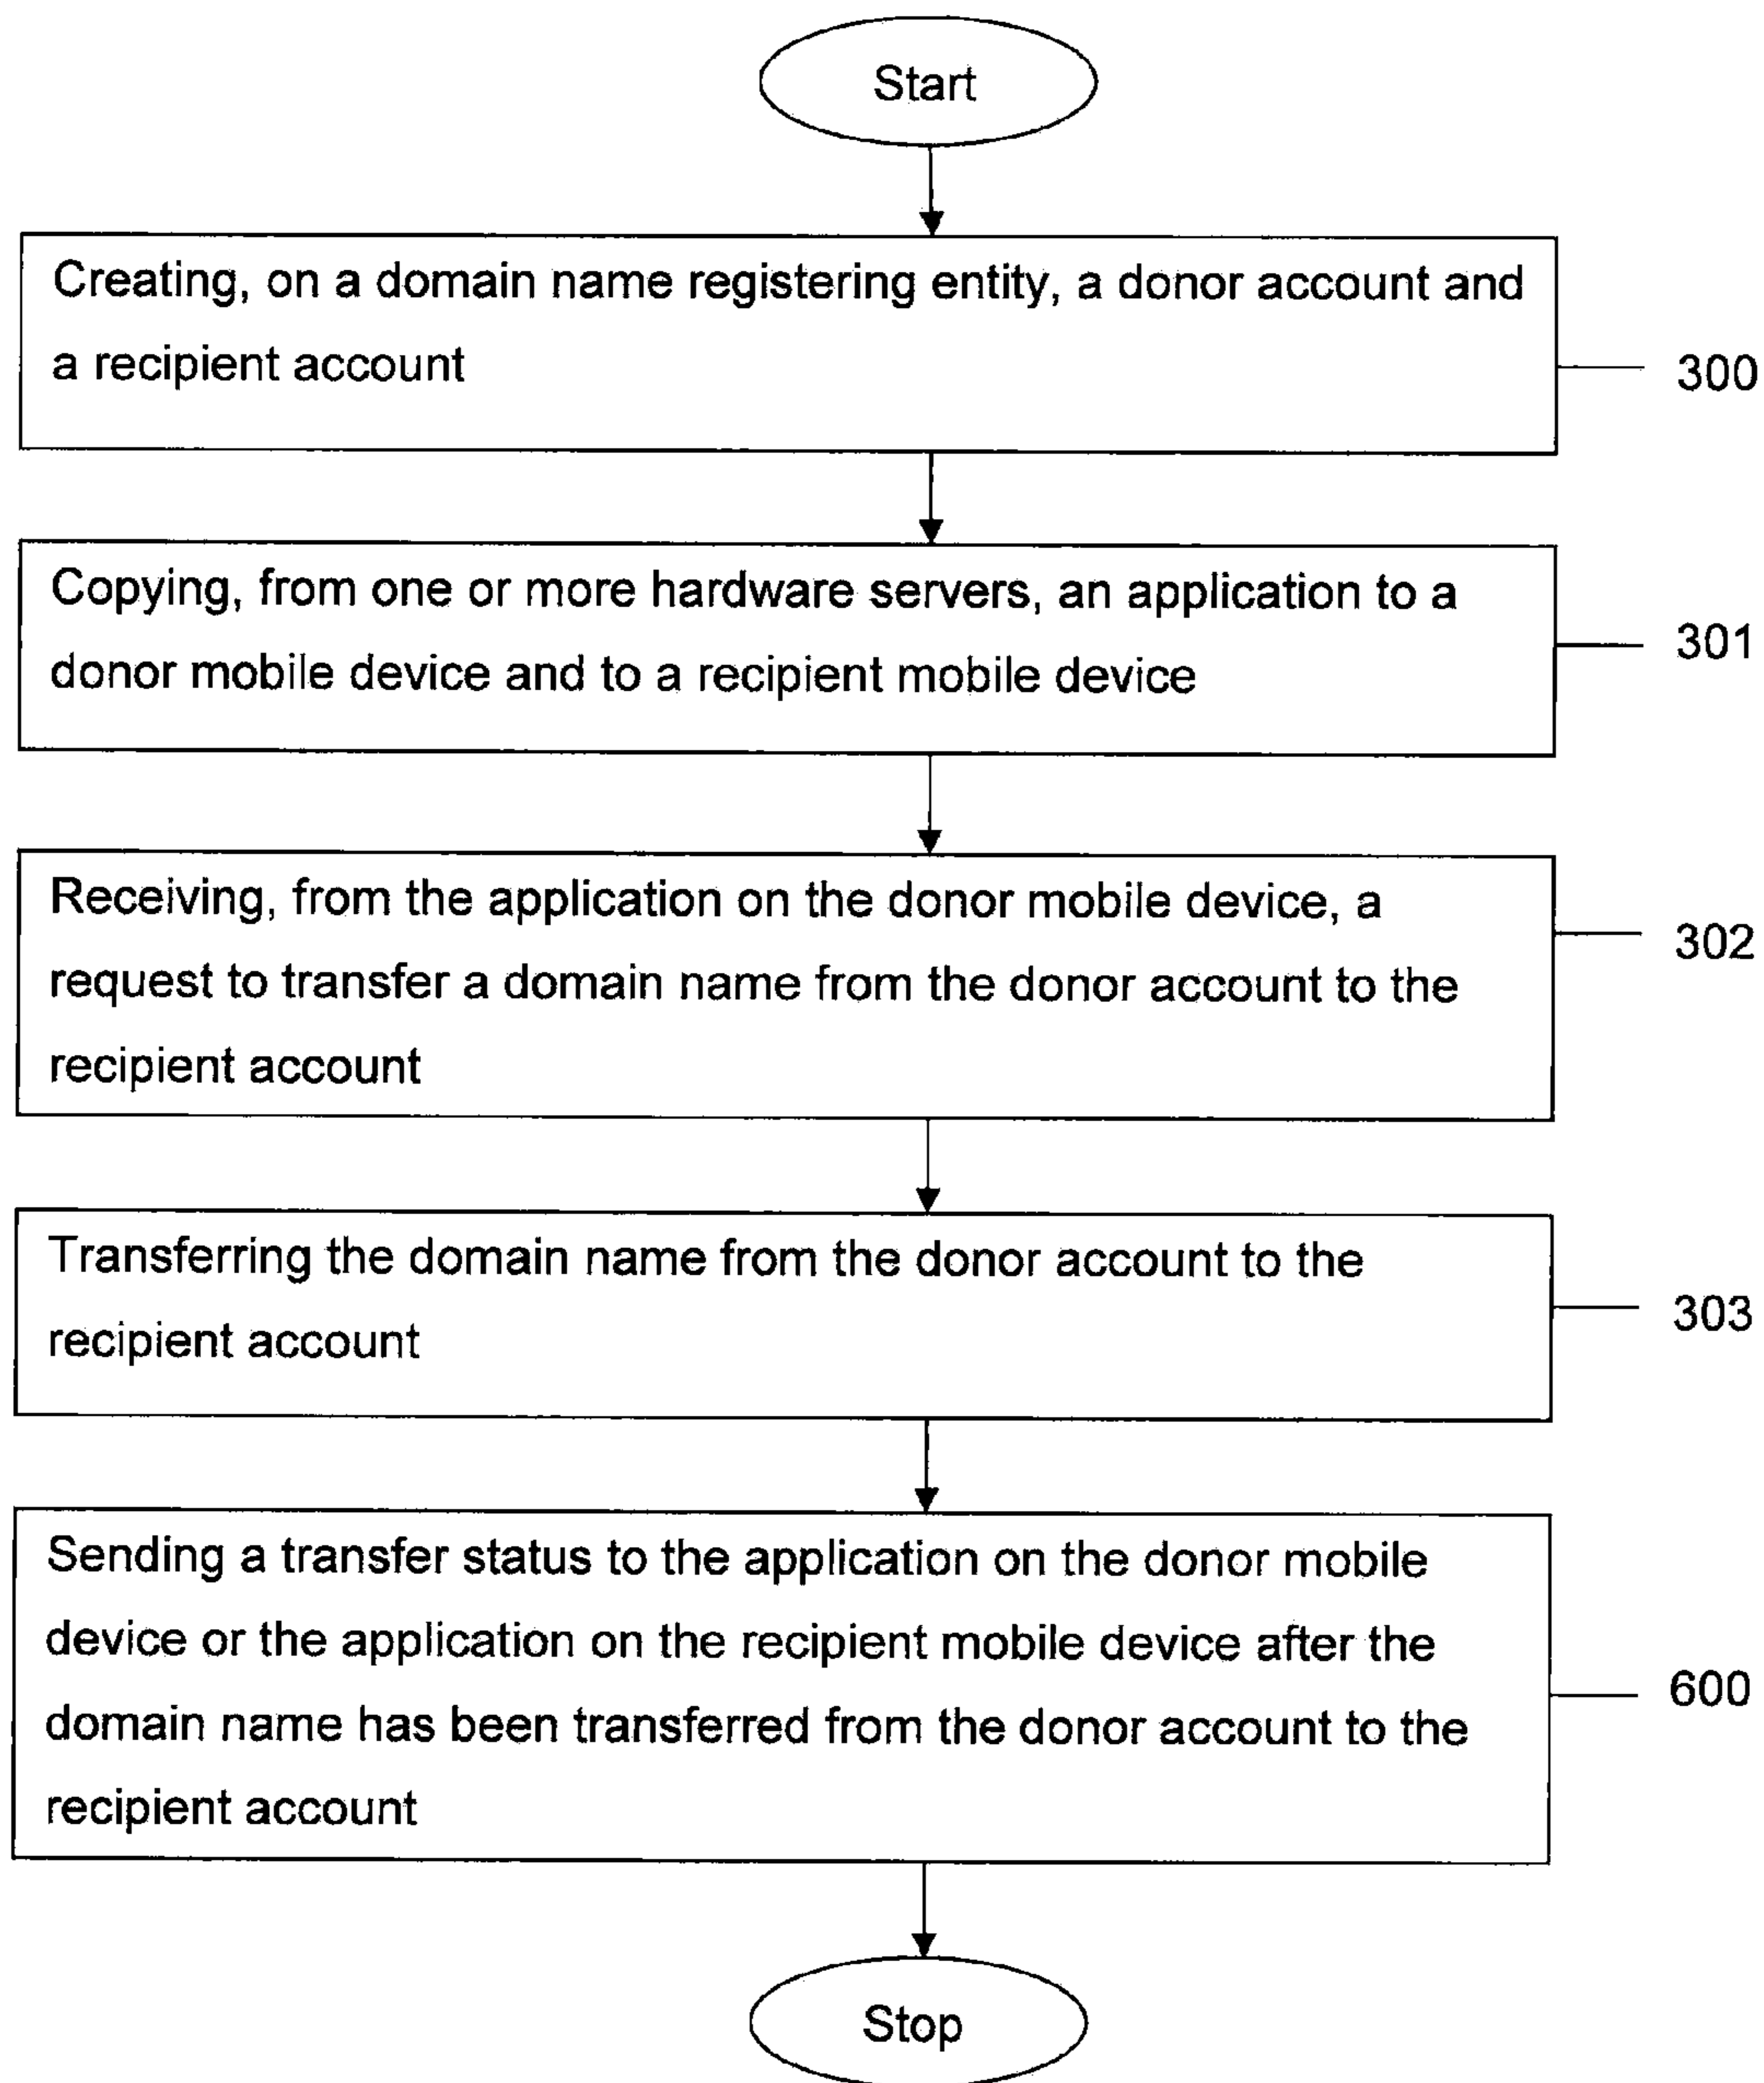 Start
Creating, on a domain name registering entity, a donor account and
a recipient account
300
Copying, from one or more hardware servers, an application to a
donor mobile device and to a recipient mobile device
301
Receiving, from the application on the donor mobile device, a
request to transfer a domain name from the donor account to the
recipient account
302
Transferring the domain name from the donor account to the
recipient account
303
Sending a transfer status to the application on the donor mobile
device or the application on the recipient mobile device after the
domain name has been transferred from the donor account to the
recipient account
600
Stop